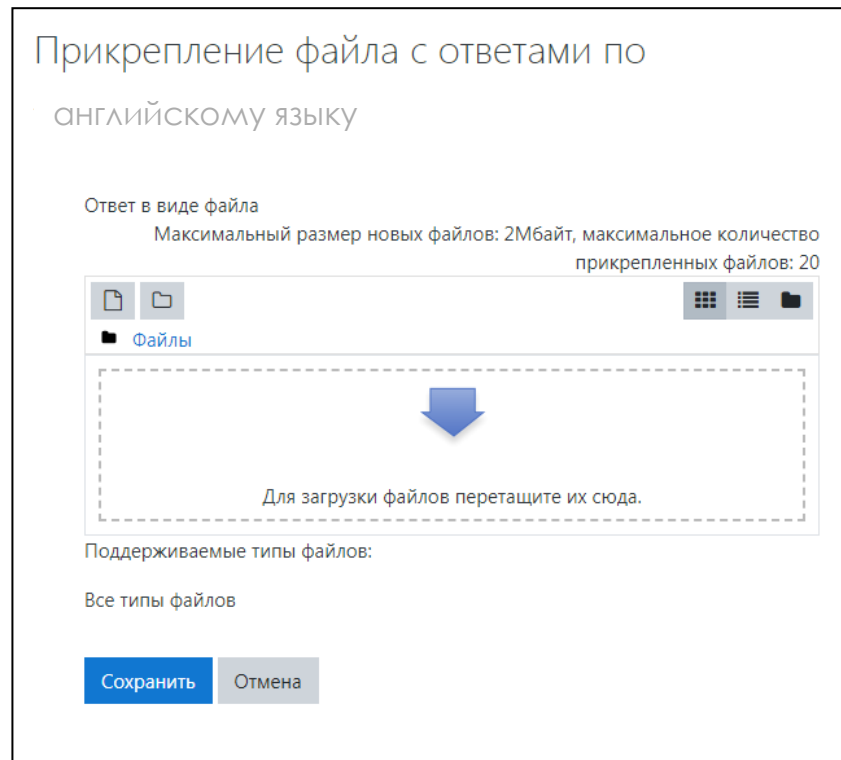 Прикрепление файла с ответами по
английскому языку
Ответ в виде файла
Максимальный размер новых файлов: 2Мбайт, максимальное количество
прикрепленных файлов: 20
Файлы
Для загрузки файлов перетащите их сюда.
Поддерживаемые типы файлов:
Все типы файлов
Сохранить Отмена